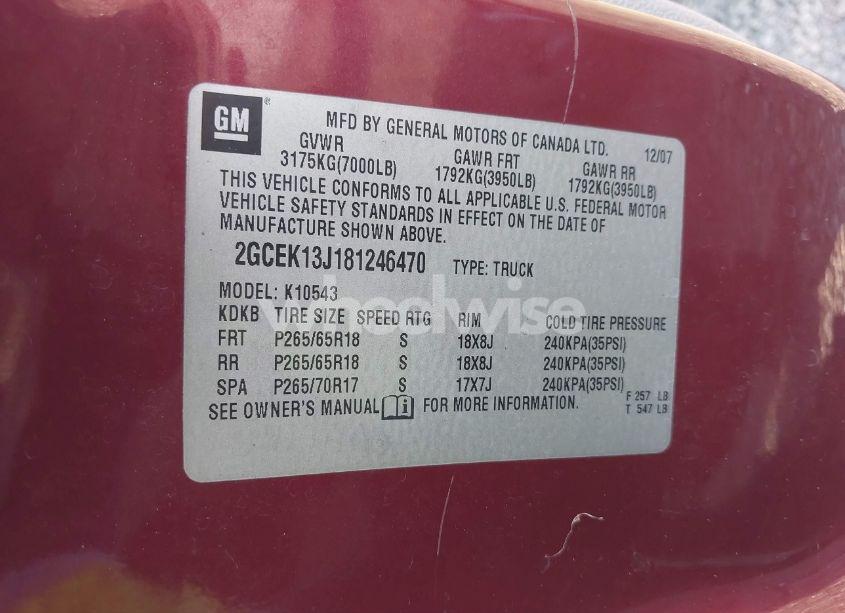 GM ®
MFD BY GENERAL MOTORS OF CANADA LTD. 12/07
GVWR GAWR FRT GAWR RR
3175KG(7000LB) 1792KG(3950LB) 1792KG(3950LB)
THIS VEHICLE CONFORMS TO ALL APPLICABLE U.S. FEDERAL MOTOR
VEHICLE SAFETY STANDARDS IN EFFECT ON THE DATE OF
MANUFACTURE SHOWN ABOVE.
2GCEK13J181246470 TYPE: TRUCK
MODEL: K10543
wheelwise
KDKB TIRE SIZE SPEED RTG RIM COLD TIRE PRESSURE
FRT P265/65R18 S 18X8J 240KPA(35PSI)
RR P265/65R18 S 18X8J 240KPA(35PSI)
SPA P265/70R17 S 17X7J 240KPA(35PSI)
SEE OWNER'S MANUAL i FOR MORE INFORMATION.
F 257 LB
T 547 LB